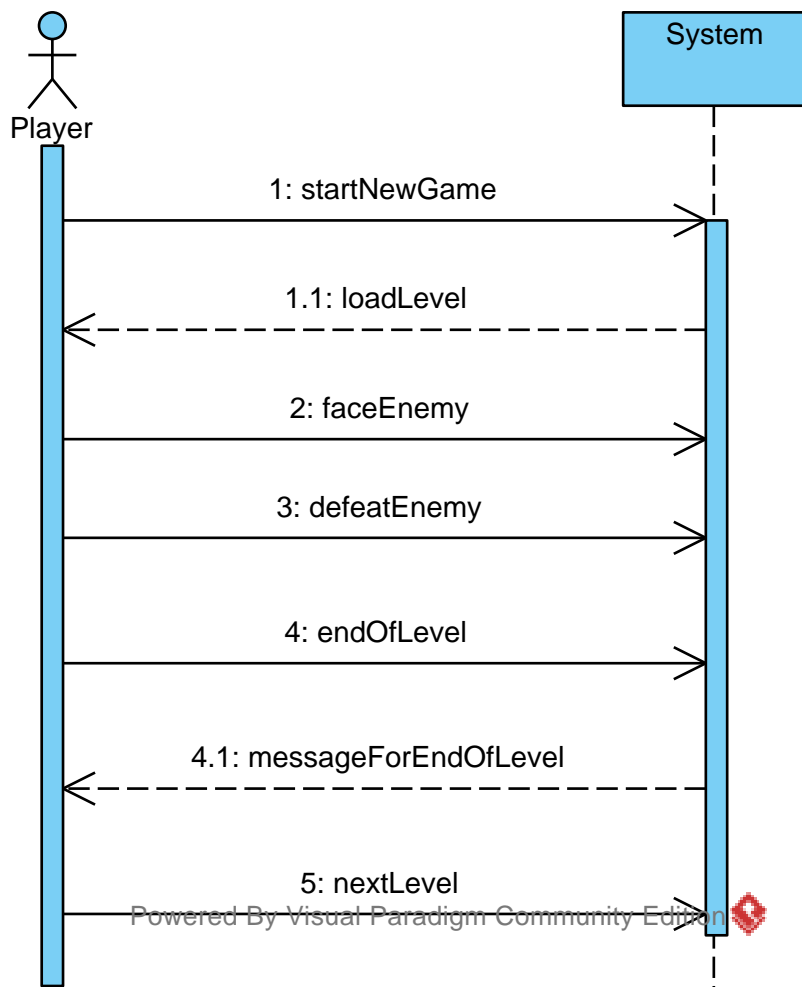 System
Player
1: startNewGame
1.1: loadLevel
2: faceEnemy
3: defeatEnemy
4: endOfLevel
4.1: messageForEndOfLevel
5: nextLevel
Powered By Visual Paradigm Community Edition